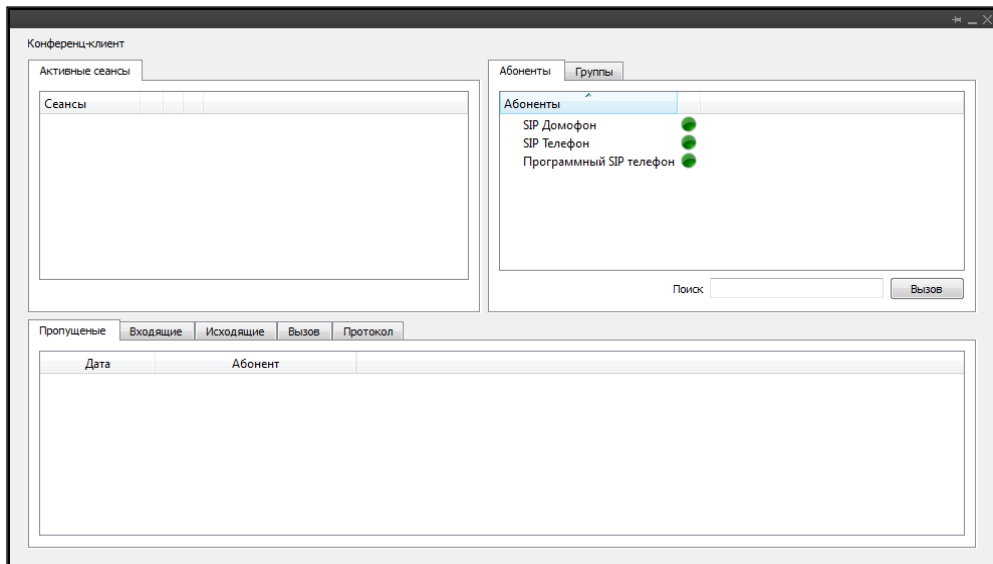 Конференц-клиент
Активные сеансы
Сеансы
Абоненты Группы
Абоненты
SIP Домофон
SIP Телефон
Программный SIP телефон
Поиск Вызов
Пропущеные Входящие Исходящие Вызов Протокол
Дата Абонент